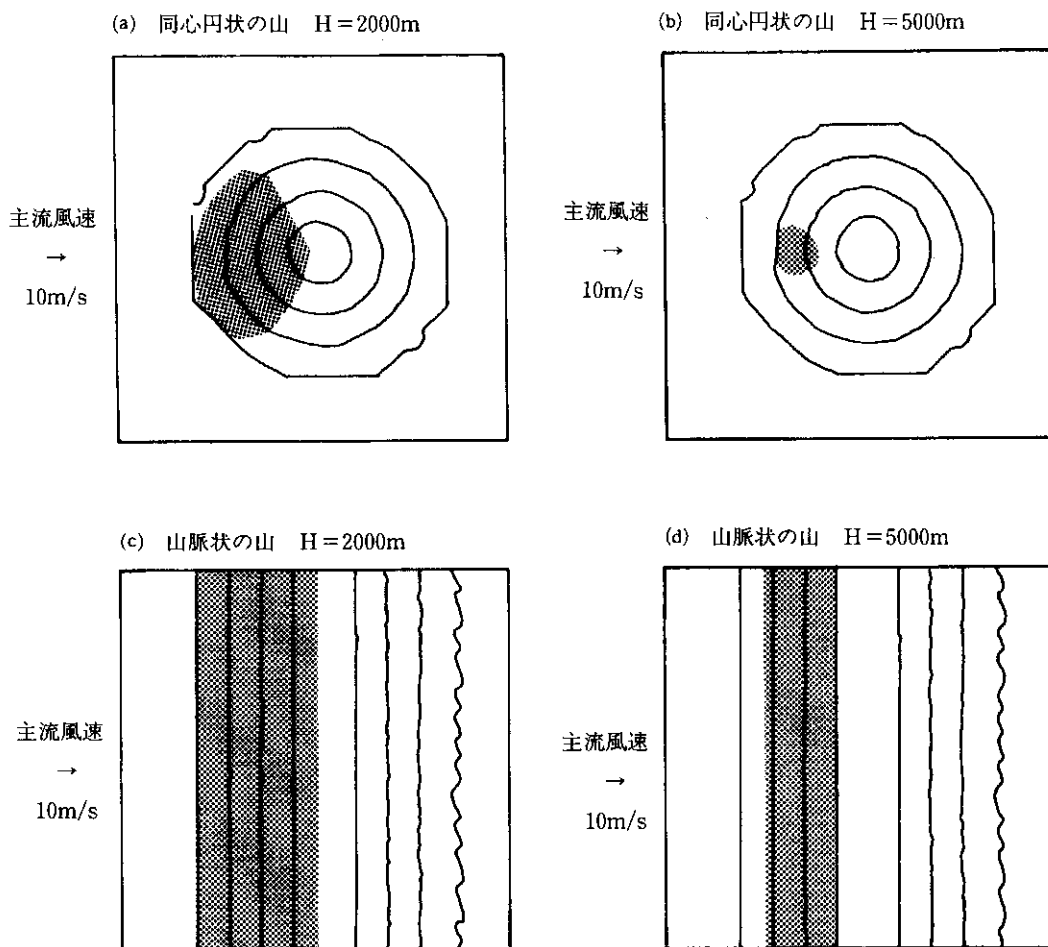 (a) 同心円状の山 H=2000m
(b) 同心円状の山 H=5000m
主流風速
→
10m/s
主流風速
→
10m/s
(c) 山脈状の山 H=2000m
(d) 山脈状の山 H=5000m
主流風速
→
10m/s
主流風速
→
10m/s